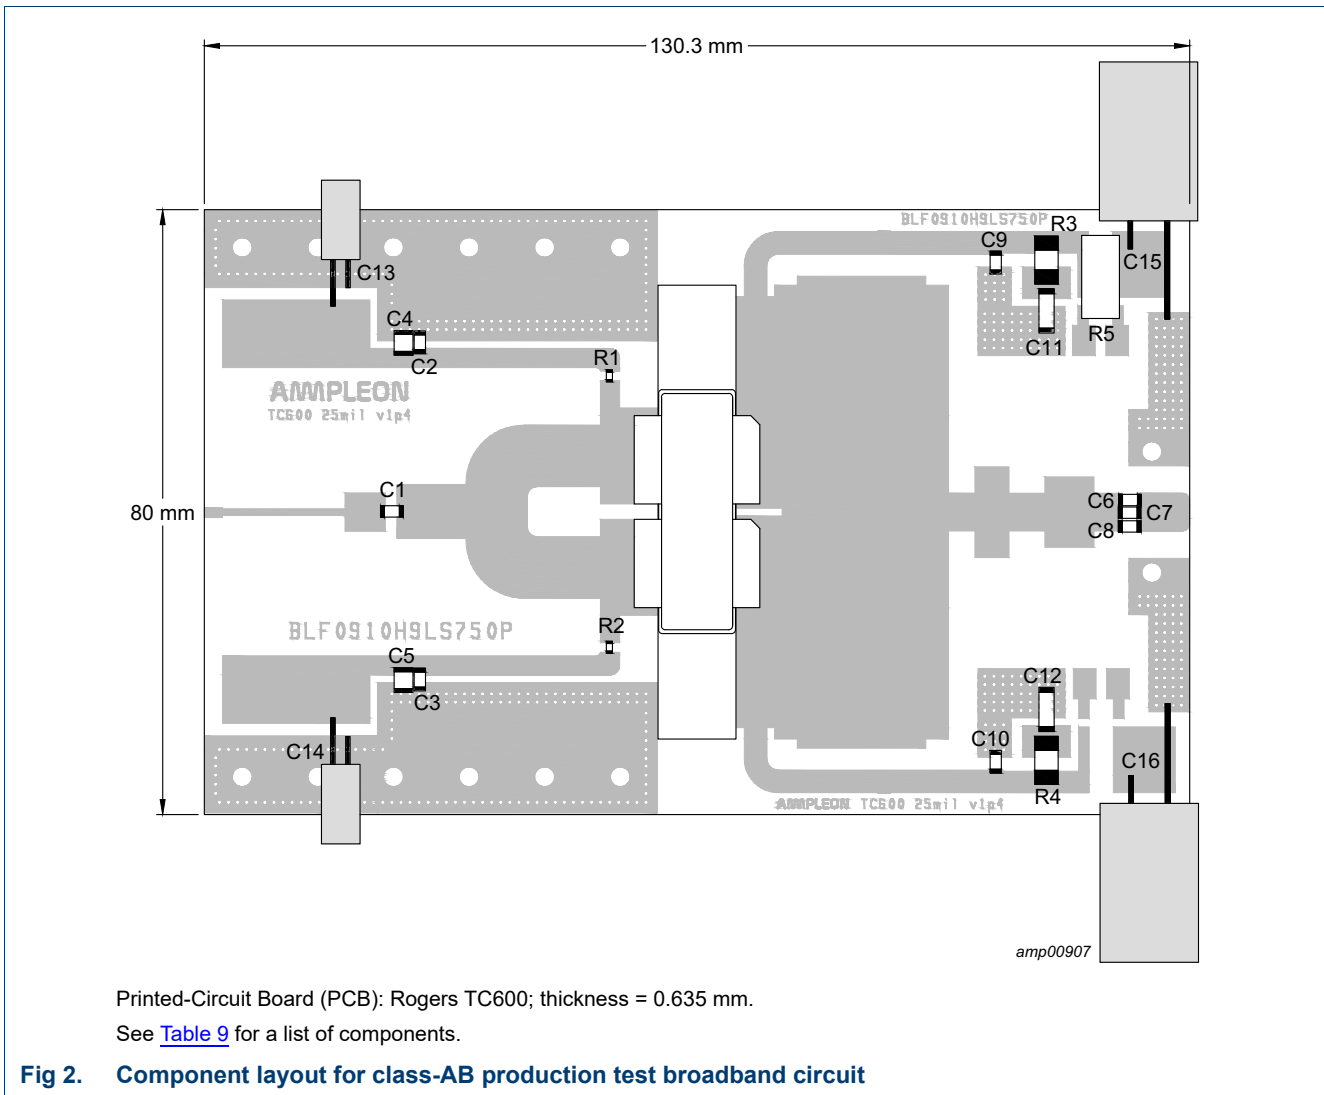 130.3 mm
BLF0910H9LS750P
R3
C9
C13
C15
C4
R5
C11
C2
R1
AMPLEON
TC600 25mil v1p4
C1
C6
80 mm
C7
C8
R2
BLF0910H9LS750P
C5
C12
C3
C10
C14
C16
R4
AMPLEON TC600 25mil v1p4
amp00907
Printed-Circuit Board (PCB): Rogers TC600; thickness = 0.635 mm.
See Table 9 for a list of components.
Fig 2. Component layout for class-AB production test broadband circuit